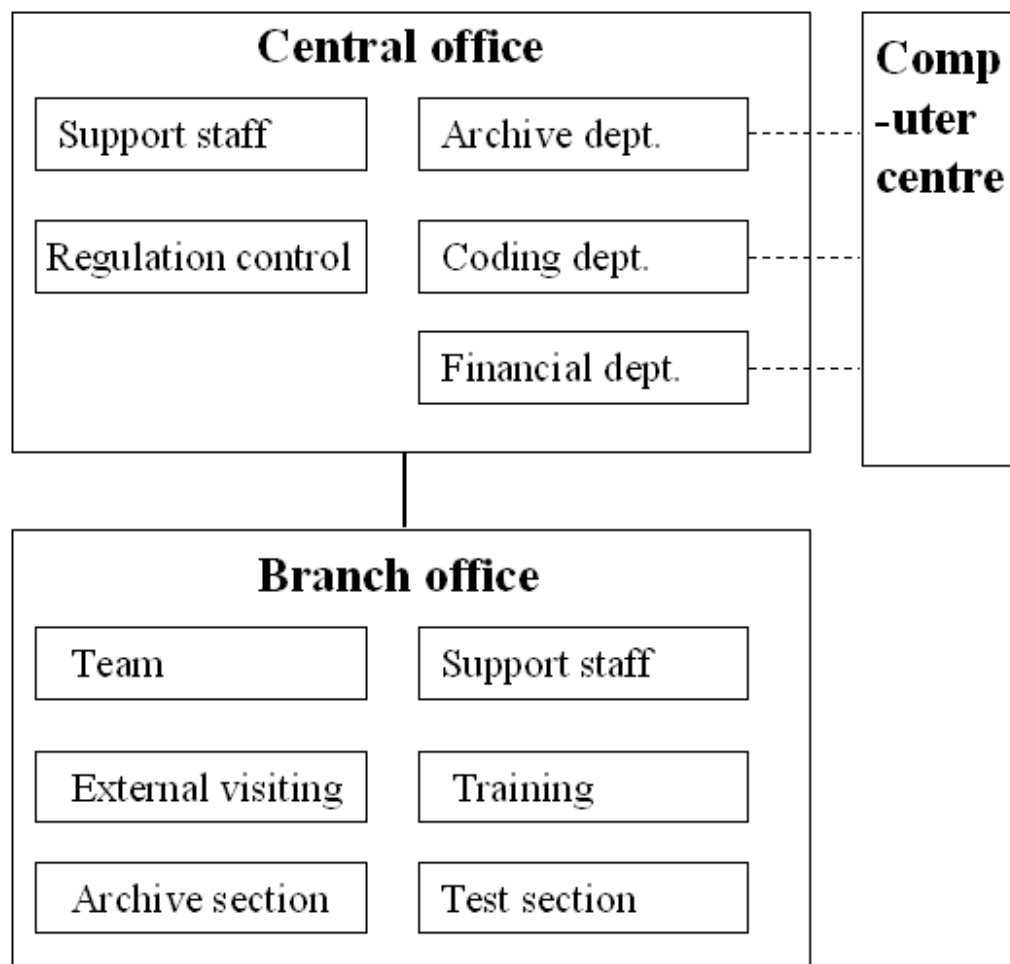 Central office
Support staff
Archive dept.
Regulation control
Coding dept.
Financial dept.
Comp
-uter
centre
Branch office
Team
Support staff
External visiting
Training
Archive section
Test section